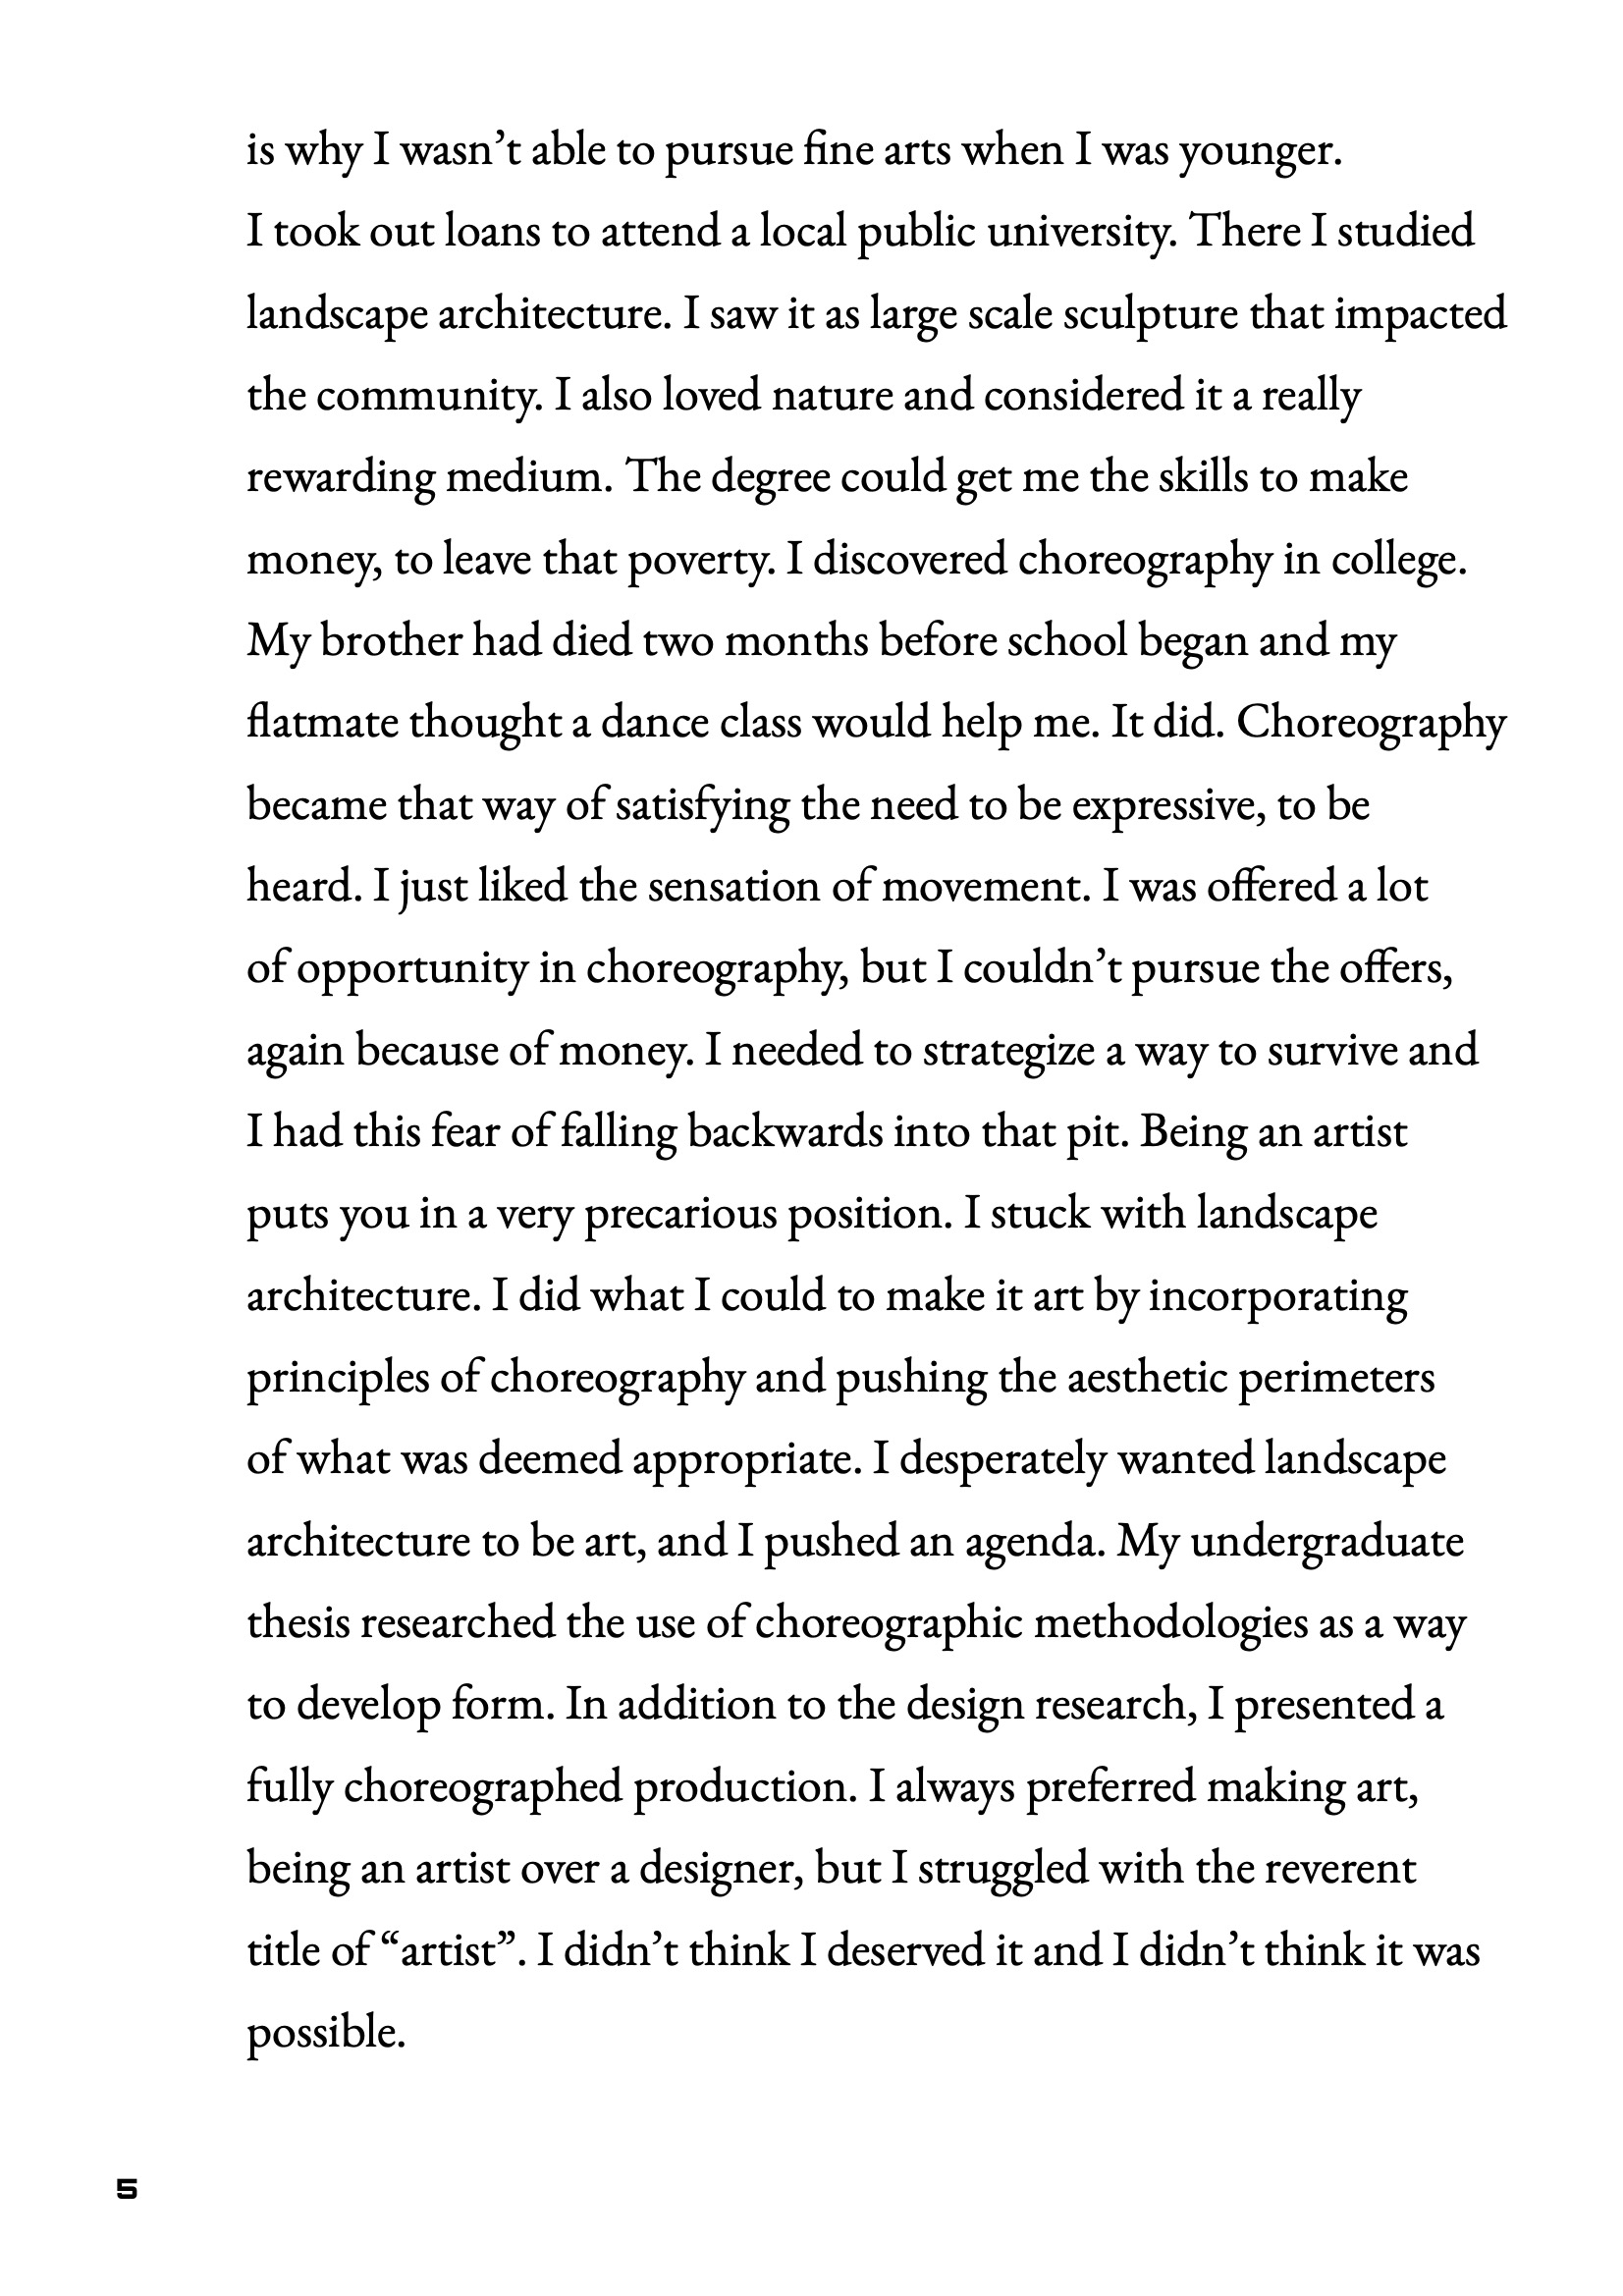 is why I wasn’t able to pursue fine arts when I was younger.
I took out loans to attend a local public university. There I studied
landscape architecture. I saw it as large scale sculpture that impacted
the community. I also loved nature and considered it a really
rewarding medium. The degree could get me the skills to make
money, to leave that poverty. I discovered choreography in college.
My brother had died two months before school began and my
flatmate thought a dance class would help me. It did. Choreography
became that way of satisfying the need to be expressive, to be
heard. I just liked the sensation of movement. I was offered a lot
of opportunity in choreography, but I couldn’t pursue the offers,
again because of money. I needed to strategize a way to survive and
I had this fear of falling backwards into that pit. Being an artist
puts you in a very precarious position. I stuck with landscape
architecture. I did what I could to make it art by incorporating
principles of choreography and pushing the aesthetic perimeters
of what was deemed appropriate. I desperately wanted landscape
architecture to be art, and I pushed an agenda. My undergraduate
thesis researched the use of choreographic methodologies as a way
to develop form. In addition to the design research, I presented a
fully choreographed production. I always preferred making art,
being an artist over a designer, but I struggled with the reverent
title of “artist”. I didn’t think I deserved it and I didn’t think it was
possible.
5